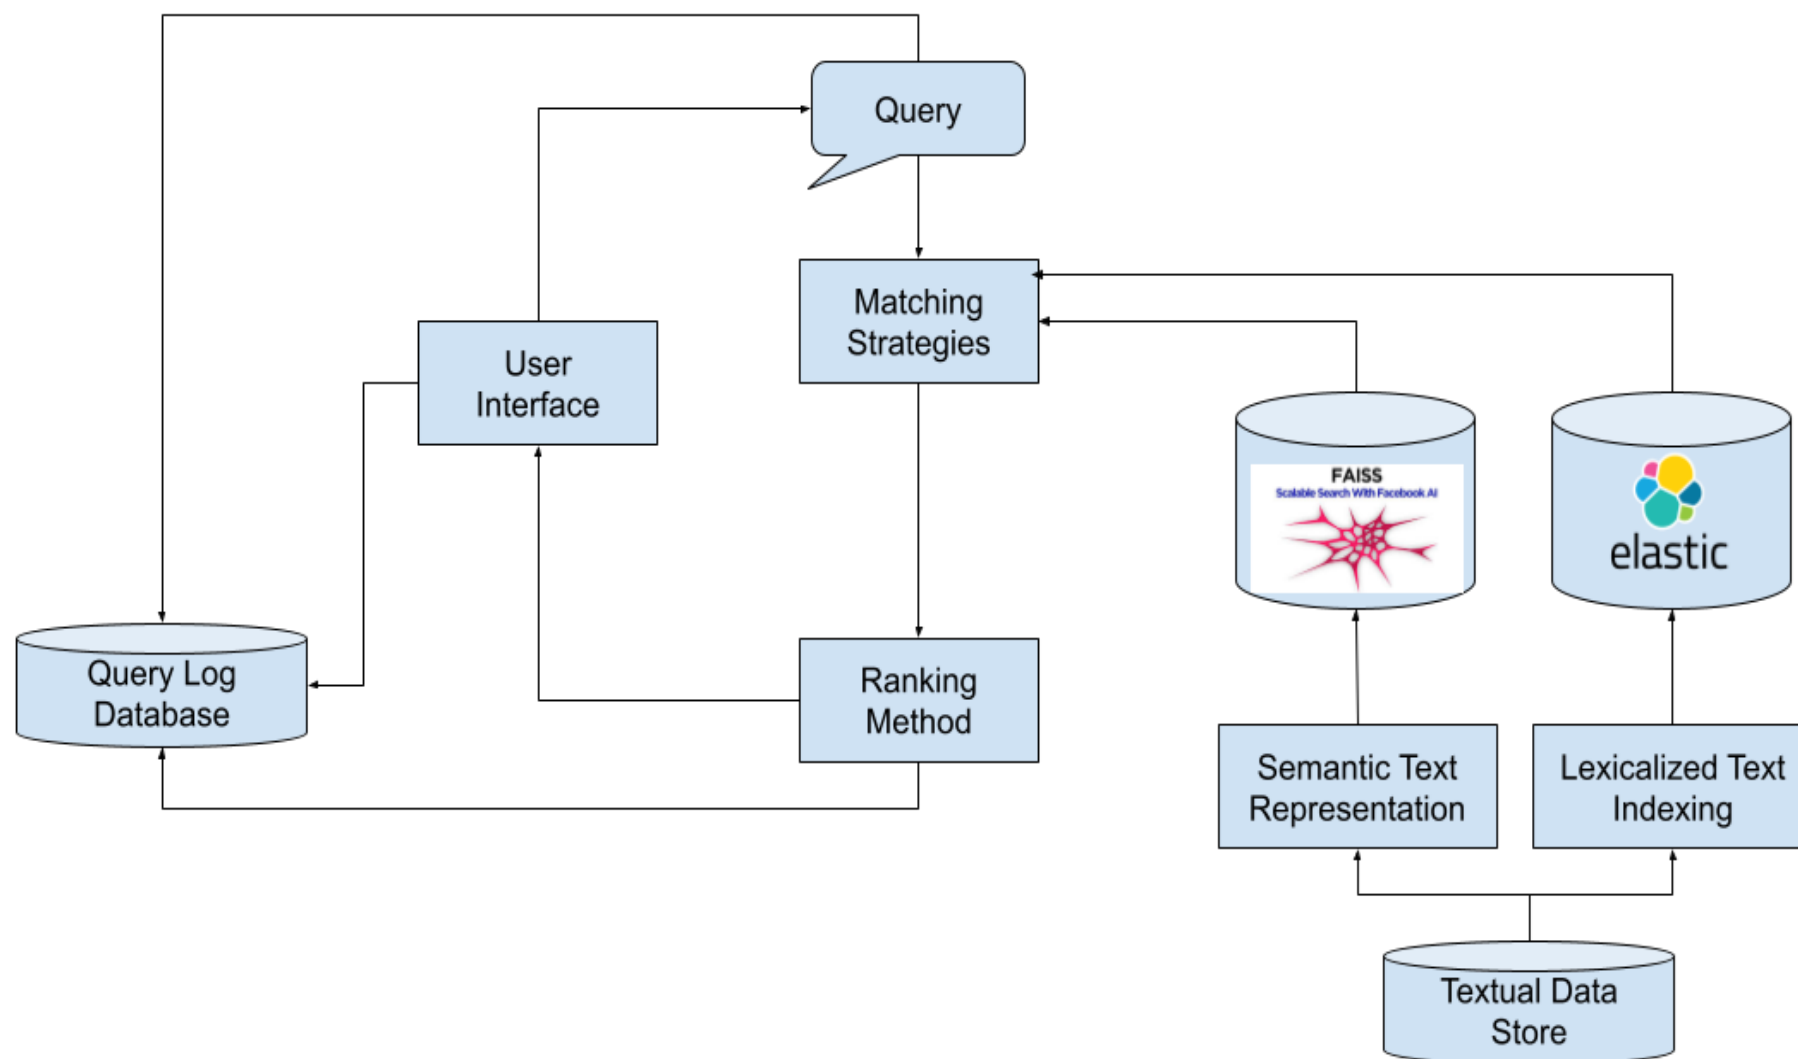 Query
Matching
Strategies
User
Interface
FAISS
Scalable Search With Facebook AI
elastic
Query Log
Database
Ranking
Method
Semantic Text
Representation
Lexicalized Text
Indexing
Textual Data
Store